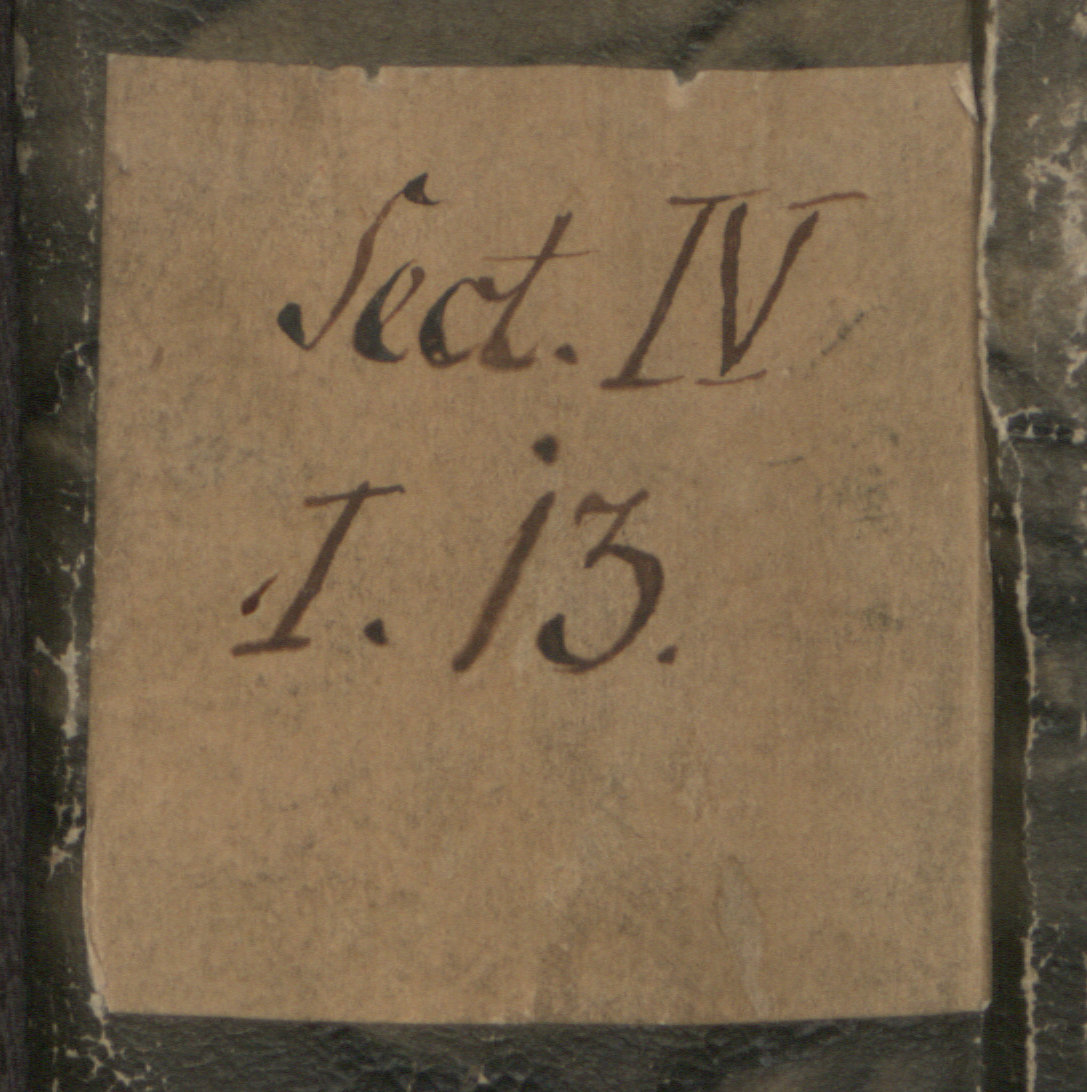 Sect. IV
I. 13.